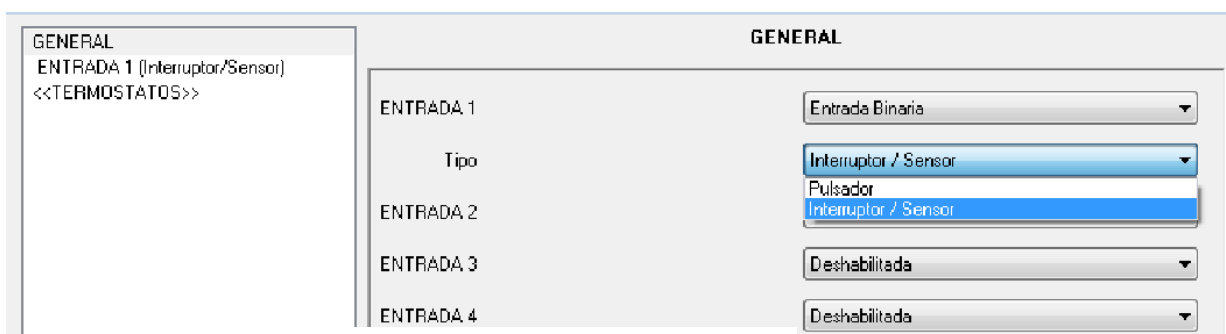 GENERAL
ENTRADA 1 (Interruptor/Sensor)
<<TERMOSTATOS>>
GENERAL
ENTRADA 1
Entrada Binaria
Tipo
Interruptor / Sensor
Pulsador
Interruptor / Sensor
ENTRADA 2
ENTRADA 3
Deshabilitada
ENTRADA 4
Deshabilitada